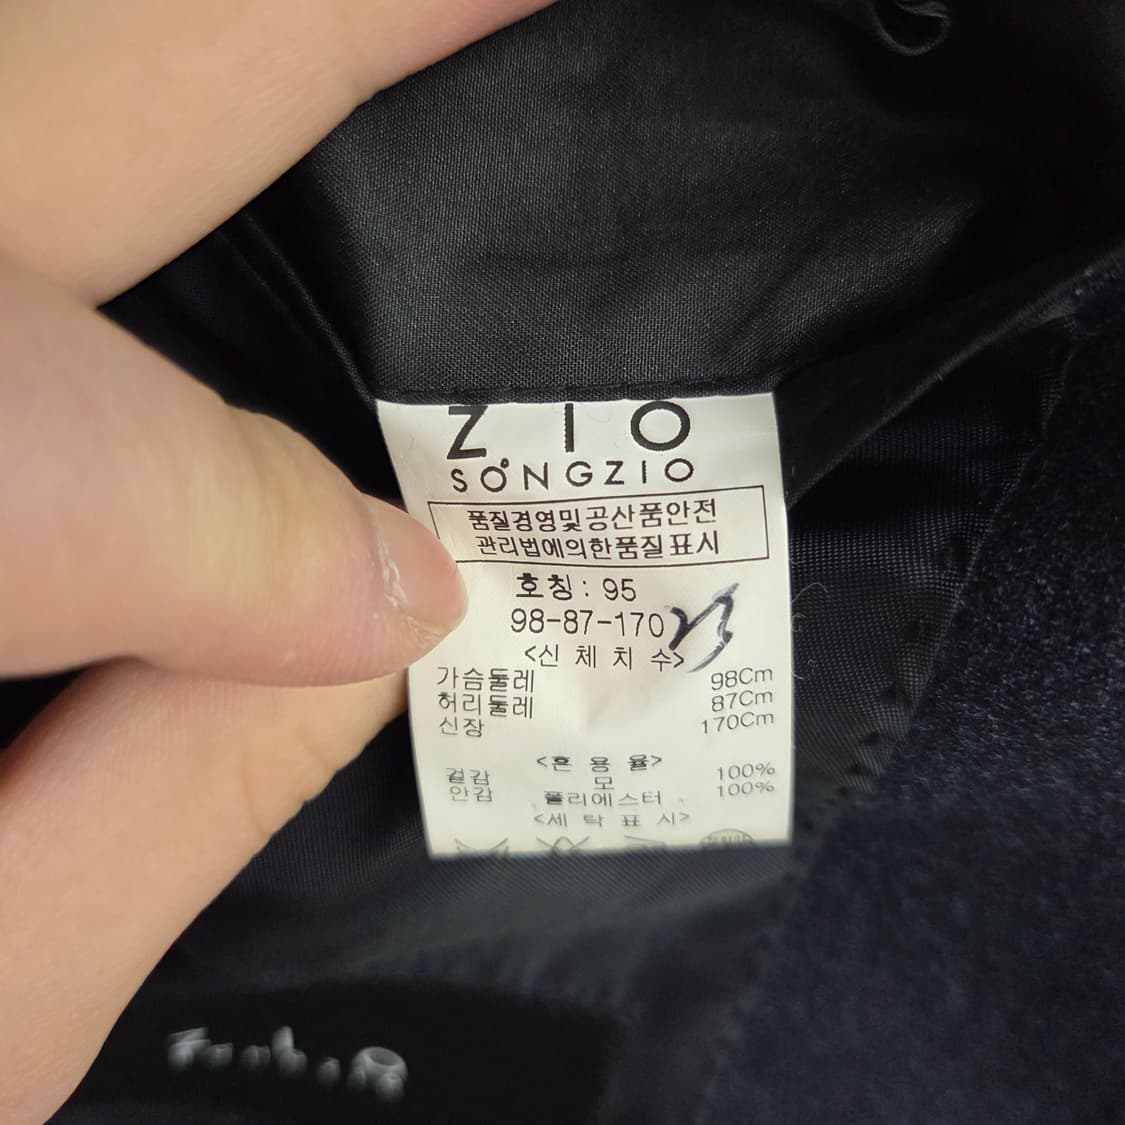 ZIO
SONGZIO
품질경영및공산품안전
관리법에의한품질표시
호칭 : 95
98-87-170
<신 체 치 수>
가슴둘레 98Cm
허리둘레 87Cm
신장 170Cm
<혼 용 율>
겉감 모 100%
안감 폴리에스터 100%
<세 탁 표 시>